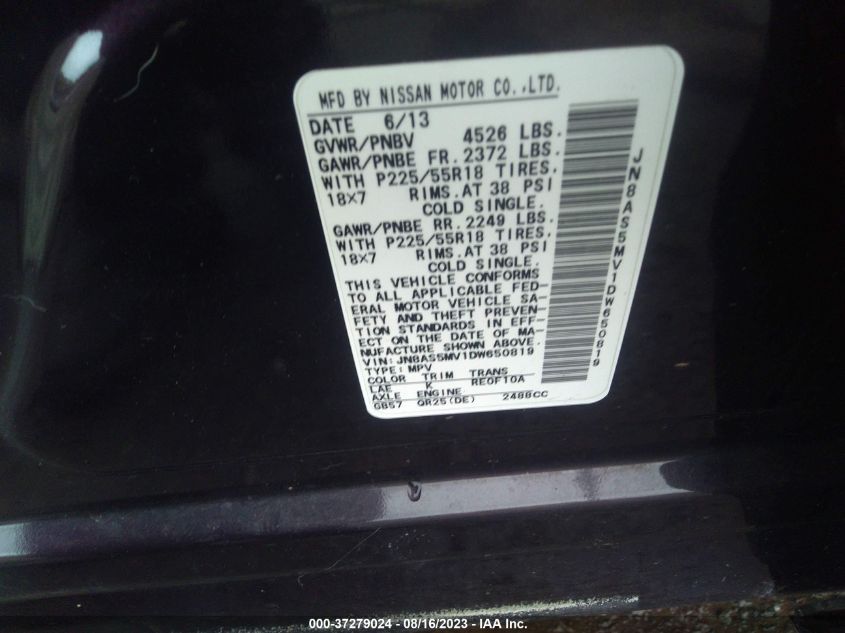 MFD BY NISSAN MOTOR CO.,LTD.
DATE 6/13
GVWR/PNBV 4526 LBS.
GAWR/PNBE FR. 2372 LBS.
WITH P225/55R18 TIRES.
18X7 RIMS.AT 38 PSI
COLD SINGLE.
GAWR/PNBE RR. 2249 LBS.
WITH P225/55R18 TIRES.
18X7 RIMS.AT 38 PSI
COLD SINGLE.
THIS VEHICLE CONFORMS
TO ALL APPLICABLE FED-
ERAL MOTOR VEHICLE SA-
FETY AND THEFT PREVEN-
TION STANDARDS IN EFF-
ECT ON THE DATE OF MA-
NUFACTURE SHOWN ABOVE.
VIN: JN8AS5MV1DW650819
TYPE: MPV
COLOR TRIM TRANS
LAE K RE0F10A
AXLE ENGINE
GB57 QR25(DE) 2488CC
JN8AS5MV1DW650819
000-37279024 - 08/16/2023 - IAA Inc.